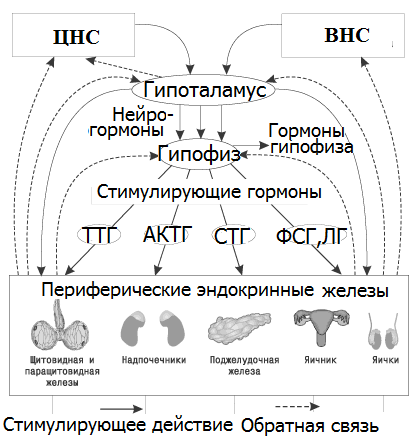 ЦНС
ВНС
Гипоталамус
Нейро-
гормоны
Гормоны
гипофиза
Гипофиз
Стимулирующие гормоны
ТТГ
АКТГ
СТГ
ФСГ,ЛГ
Периферические эндокринные железы
Щитовидная и
парацитовидная
железы
Надпочечники
Поджелудочная
железа
Яичник
Яички
Стимулирующее действие
Обратная связь